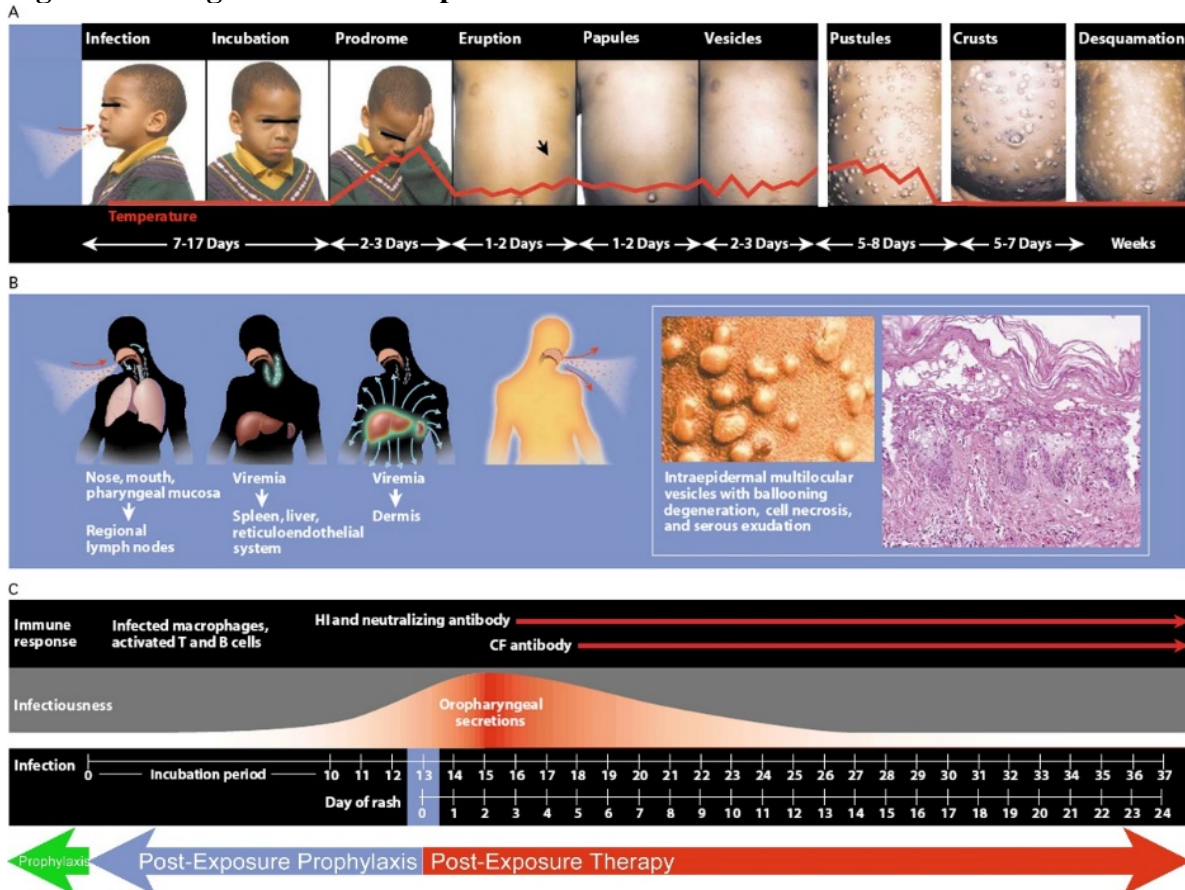 A
Infection Incubation Prodrome Eruption Papules Vesicles Pustules Crusts Desquamation
Temperature
7-17 Days 2-3 Days 1-2 Days 1-2 Days 2-3 Days 5-8 Days 5-7 Days Weeks
B
Nose, mouth,
pharyngeal mucosa
Regional
lymph nodes
Viremia
Spleen, liver,
reticuloendothelial
system
Viremia
Dermis
Intraepidermal multilocular
vesicles with ballooning
degeneration, cell necrosis,
and serous exudation
C
Immune
response
Infected macrophages,
activated T and B cells
HI and neutralizing antibody
CF antibody
Infectiousness
Oropharyngeal
secretions
Infection 0 Incubation period 10 11 12 13 14 15 16 17 18 19 20 21 22 23 24 25 26 27 28 29 30 31 32 33 34 35 36 37
Day of rash 0 1 2 3 4 5 6 7 8 9 10 11 12 13 14 15 16 17 18 19 20 21 22 23 24
Prophylaxis Post-Exposure Prophylaxis Post-Exposure Therapy